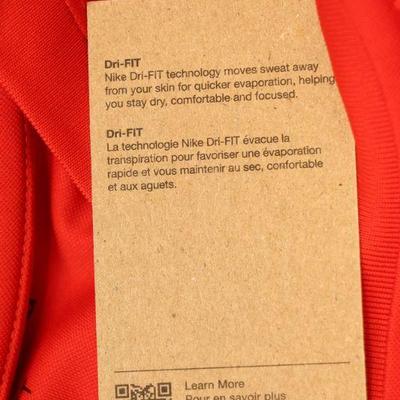 Dri-FIT
Nike Dri-FIT technology moves sweat away
from your skin for quicker evaporation, helping
you stay dry, comfortable and focused.
Dri-FIT
La technologie Nike Dri-FIT évacue la
transpiration pour favoriser une évaporation
rapide et vous maintenir au sec, confortable
et aux aguets.
Learn More
Pour en savoir plus